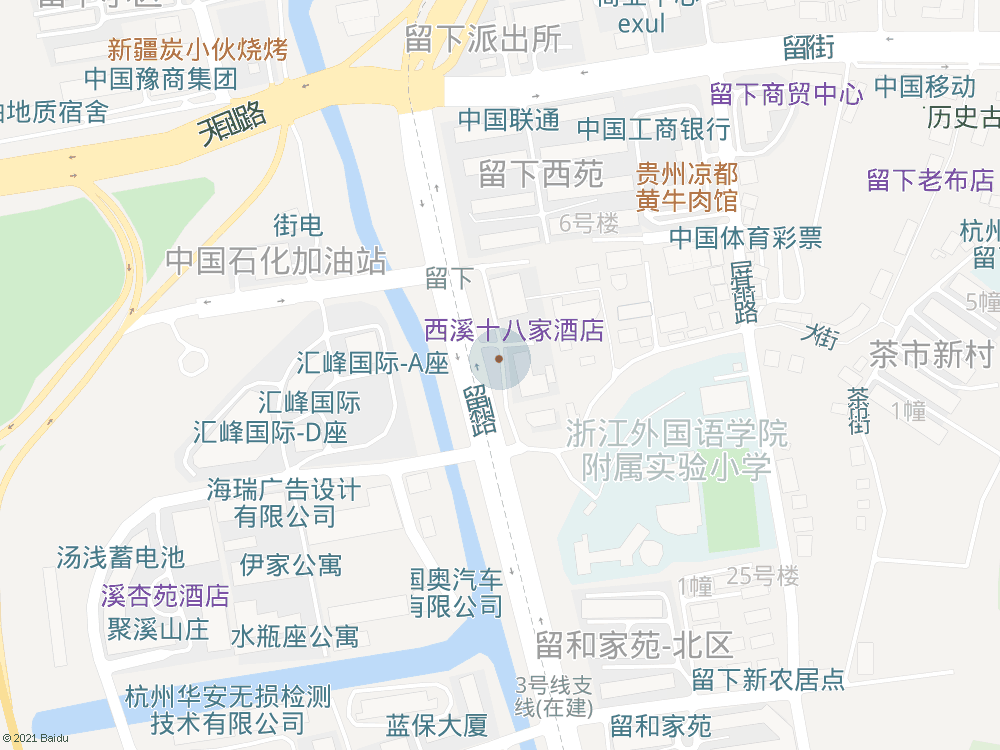 exul
留下派出所
留街
新疆炭小伙烧烤
中国豫商集团
中国移动
留下商贸中心
地质宿舍
天目山路
中国联通
中国工商银行
历史古
留下西苑
贵州凉都
黄牛肉馆
留下老布店
6号楼
街电
中国体育彩票
杭州
留下
中国石化加油站
留下
屏基路
5幢
西溪十八家酒店
大街
汇峰国际-A座
茶市新村
汇峰国际
留和路
茶市街
1幢
汇峰国际-D座
浙江外国语学院
附属实验小学
海瑞广告设计
有限公司
汤浅蓄电池
伊家公寓
国奥汽车
有限公司
1幢
25号楼
溪杏苑酒店
聚溪山庄
水瓶座公寓
留和家苑-北区
3号线支
线(在建)
留下新农居点
杭州华安无损检测
技术有限公司
蓝保大厦
留和家苑
© 2021 Baidu